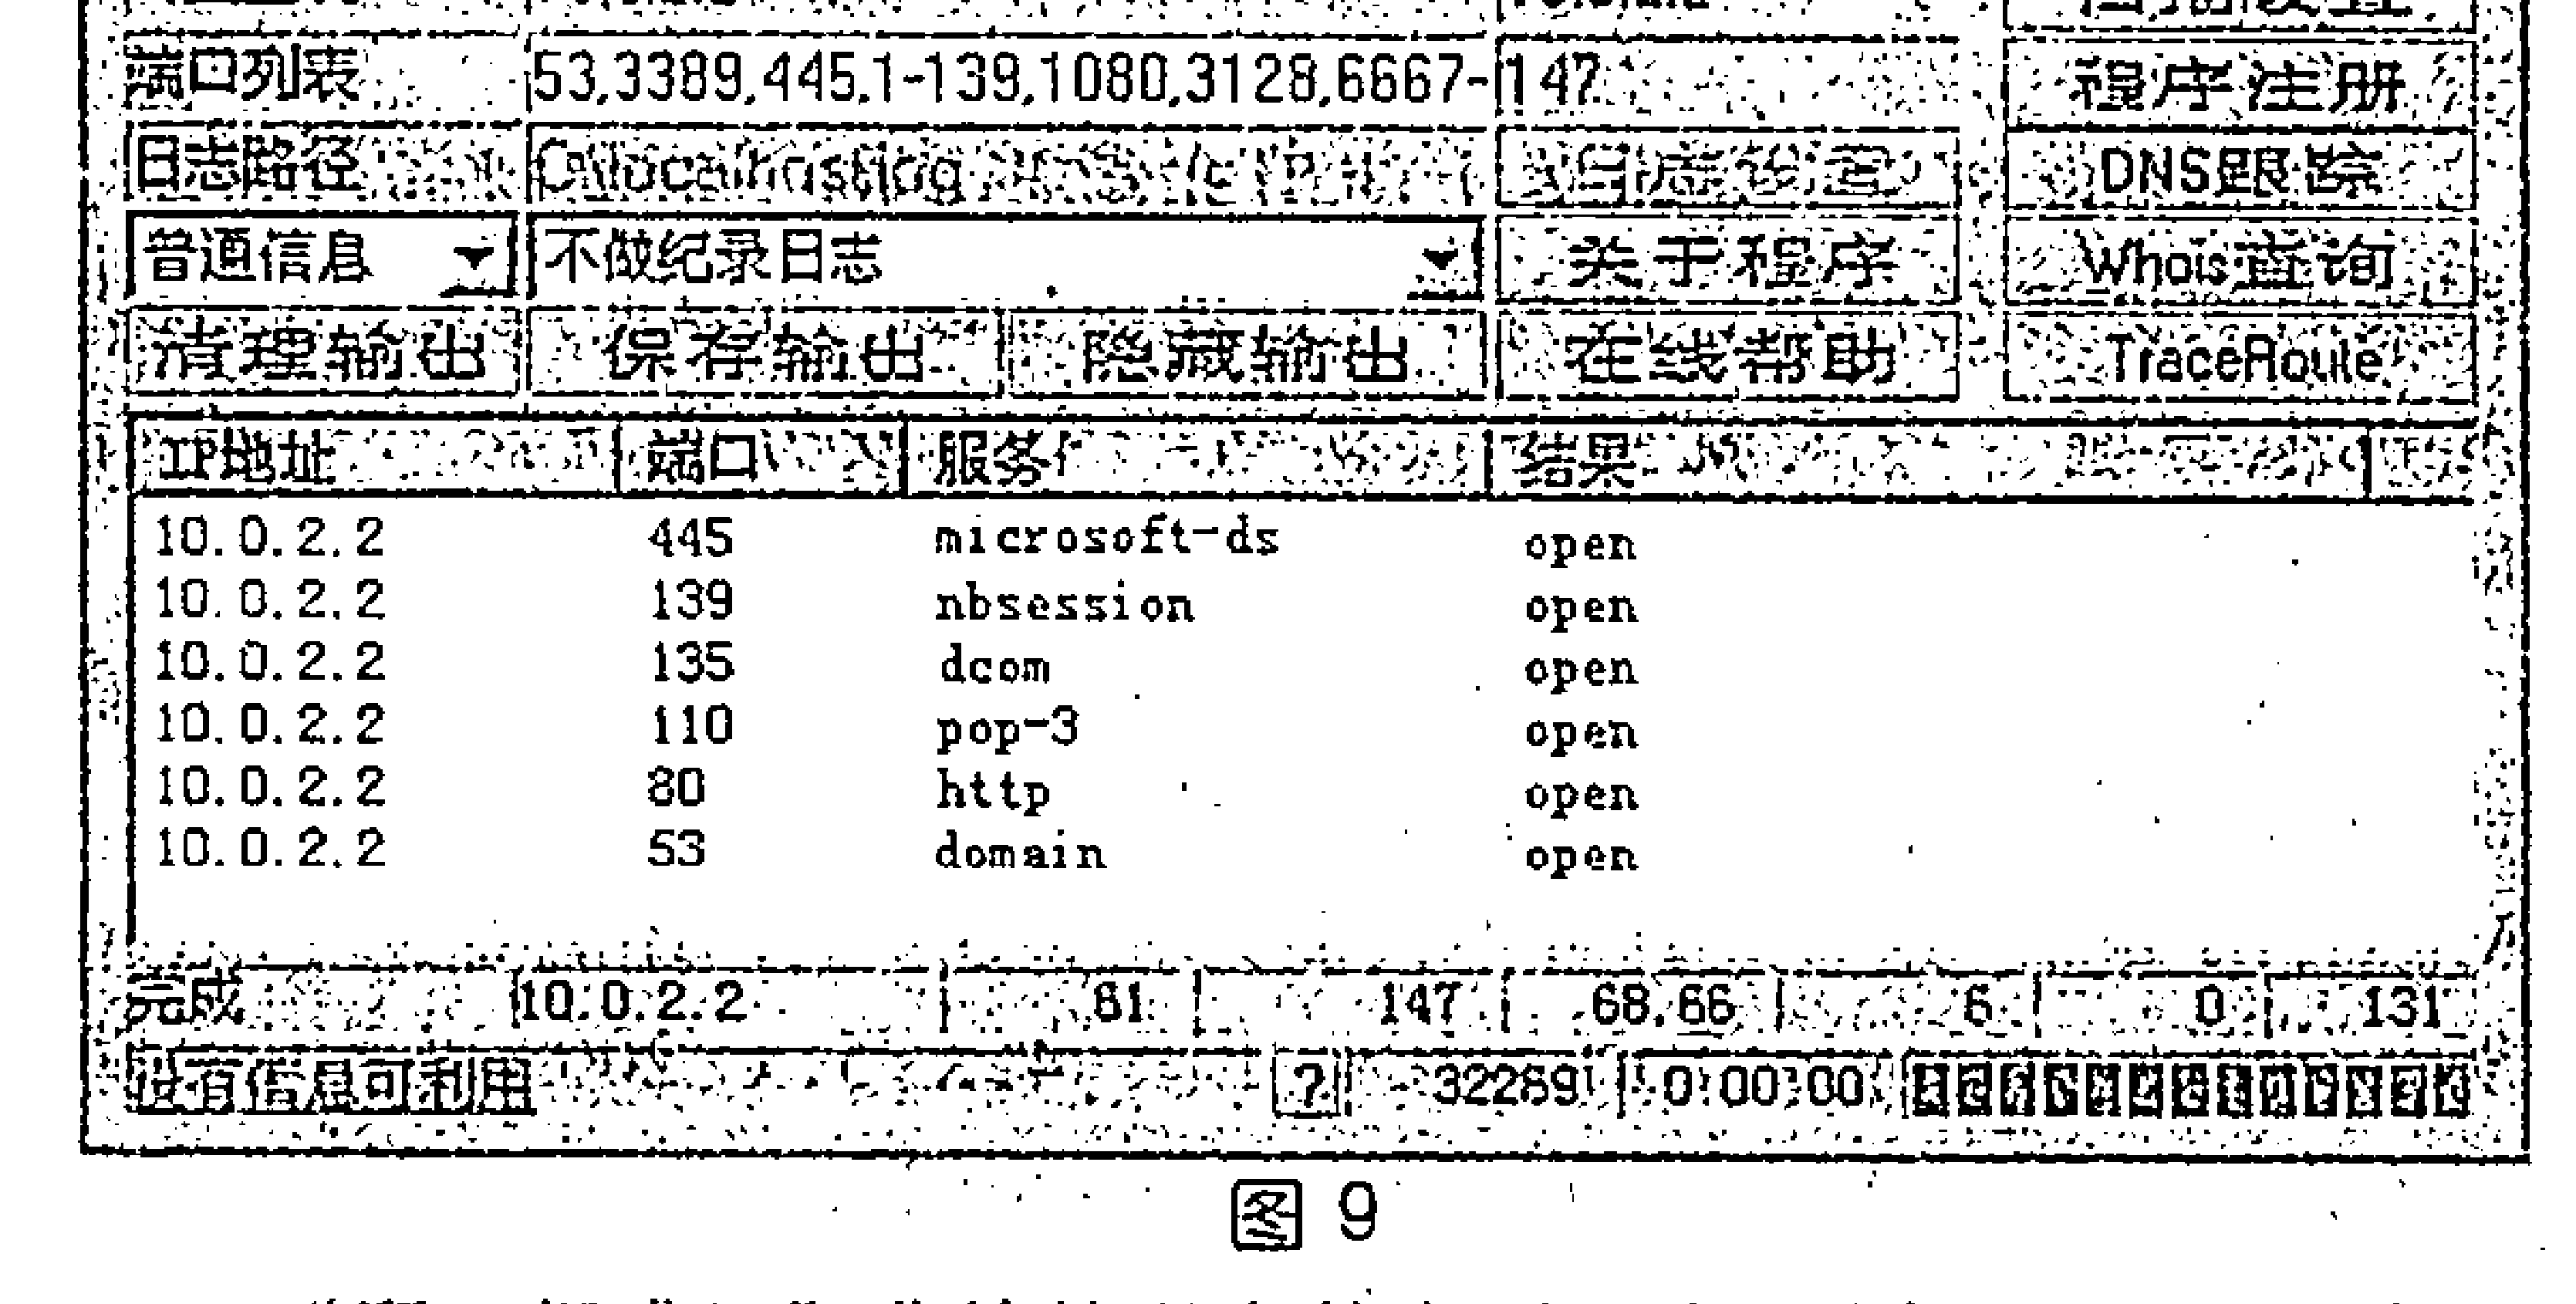 端口列表 53,3389,445,1-139,1080,3128,6667- 147 程序注册
日志路径 C:\localhost.log 目志设置 DNS跟踪
普通信息 不做纪录日志 关于程序 Whois查询
清理输出 保存输出 隐藏输出 在线帮助 TraceRoute
IP地址 端口 服务 结果
10.0.2.2 445 microsoft-ds open
10.0.2.2 139 nbsession open
10.0.2.2 135 dcom open
10.0.2.2 110 pop-3 open
10.0.2.2 80 http open
10.0.2.2 53 domain open
完成 10.0.2.2 81 147 68.66 6 0 131
没有信息可利用 ? 32289 0:00:00
图 9